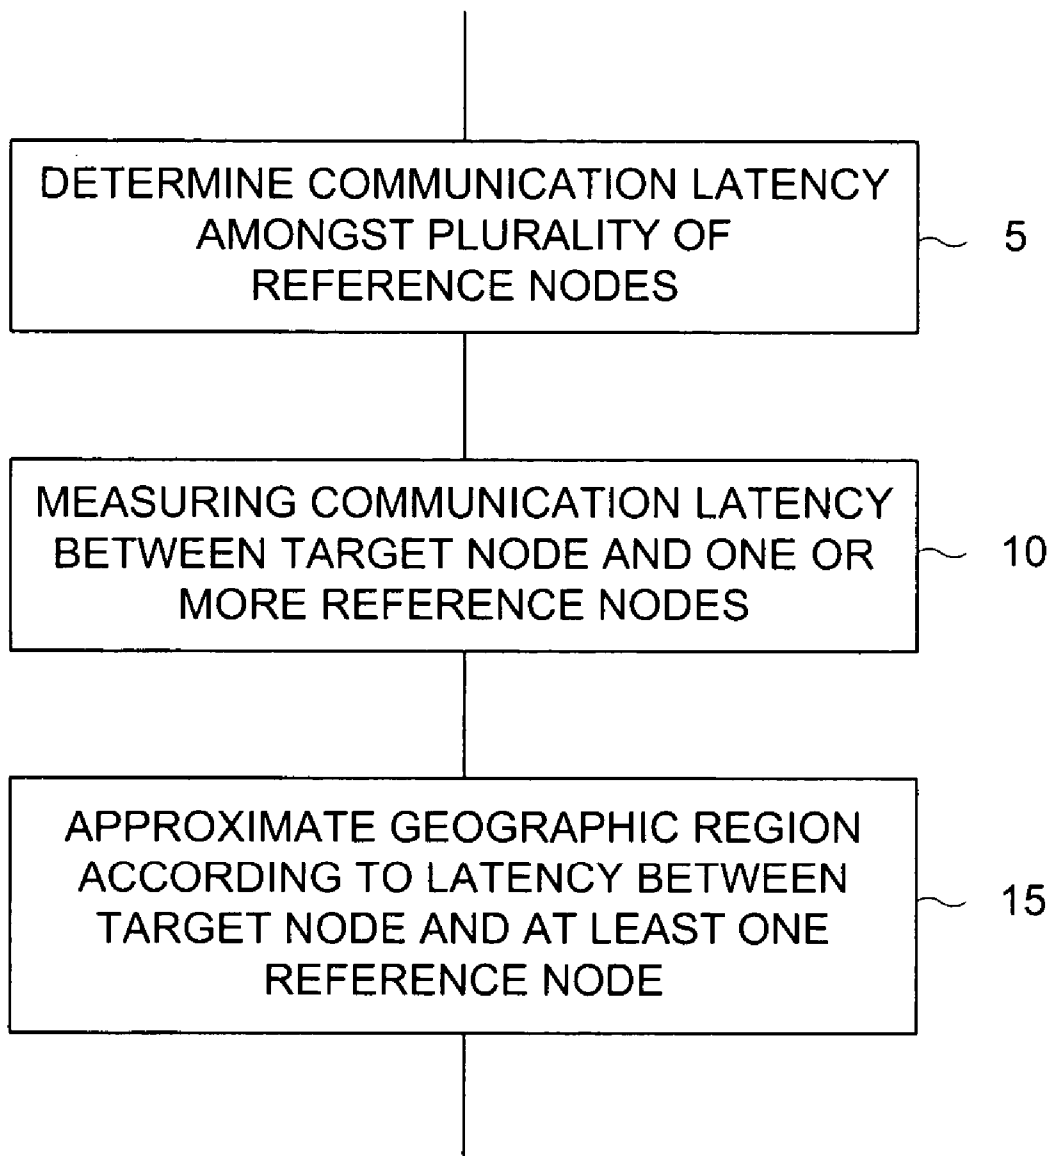 DETERMINE COMMUNICATION LATENCY
AMONGST PLURALITY OF
REFERENCE NODES
5
MEASURING COMMUNICATION LATENCY
BETWEEN TARGET NODE AND ONE OR
MORE REFERENCE NODES
10
APPROXIMATE GEOGRAPHIC REGION
ACCORDING TO LATENCY BETWEEN
TARGET NODE AND AT LEAST ONE
REFERENCE NODE
15